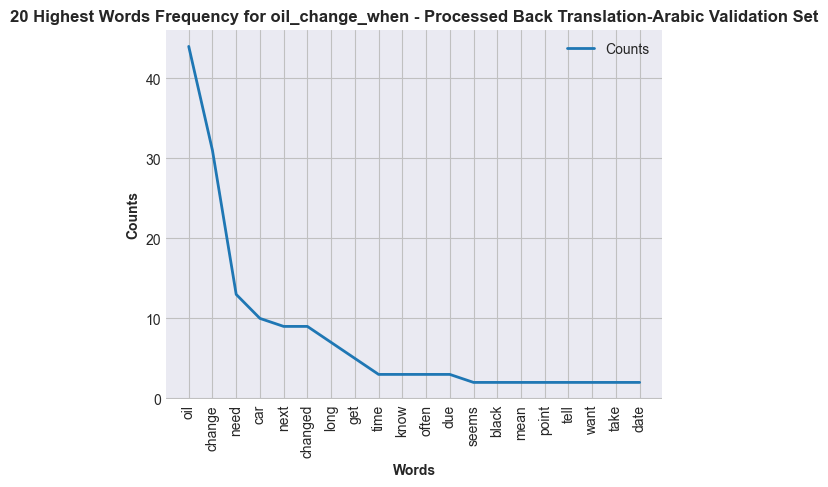 20 Highest Words Frequency for oil_change_when - Processed Back Translation-Arabic Validation Set
Counts
40
30
20
10
0
Counts
oil
change
need
car
next
changed
long
get
time
know
often
due
seems
black
mean
point
tell
want
take
date
Words